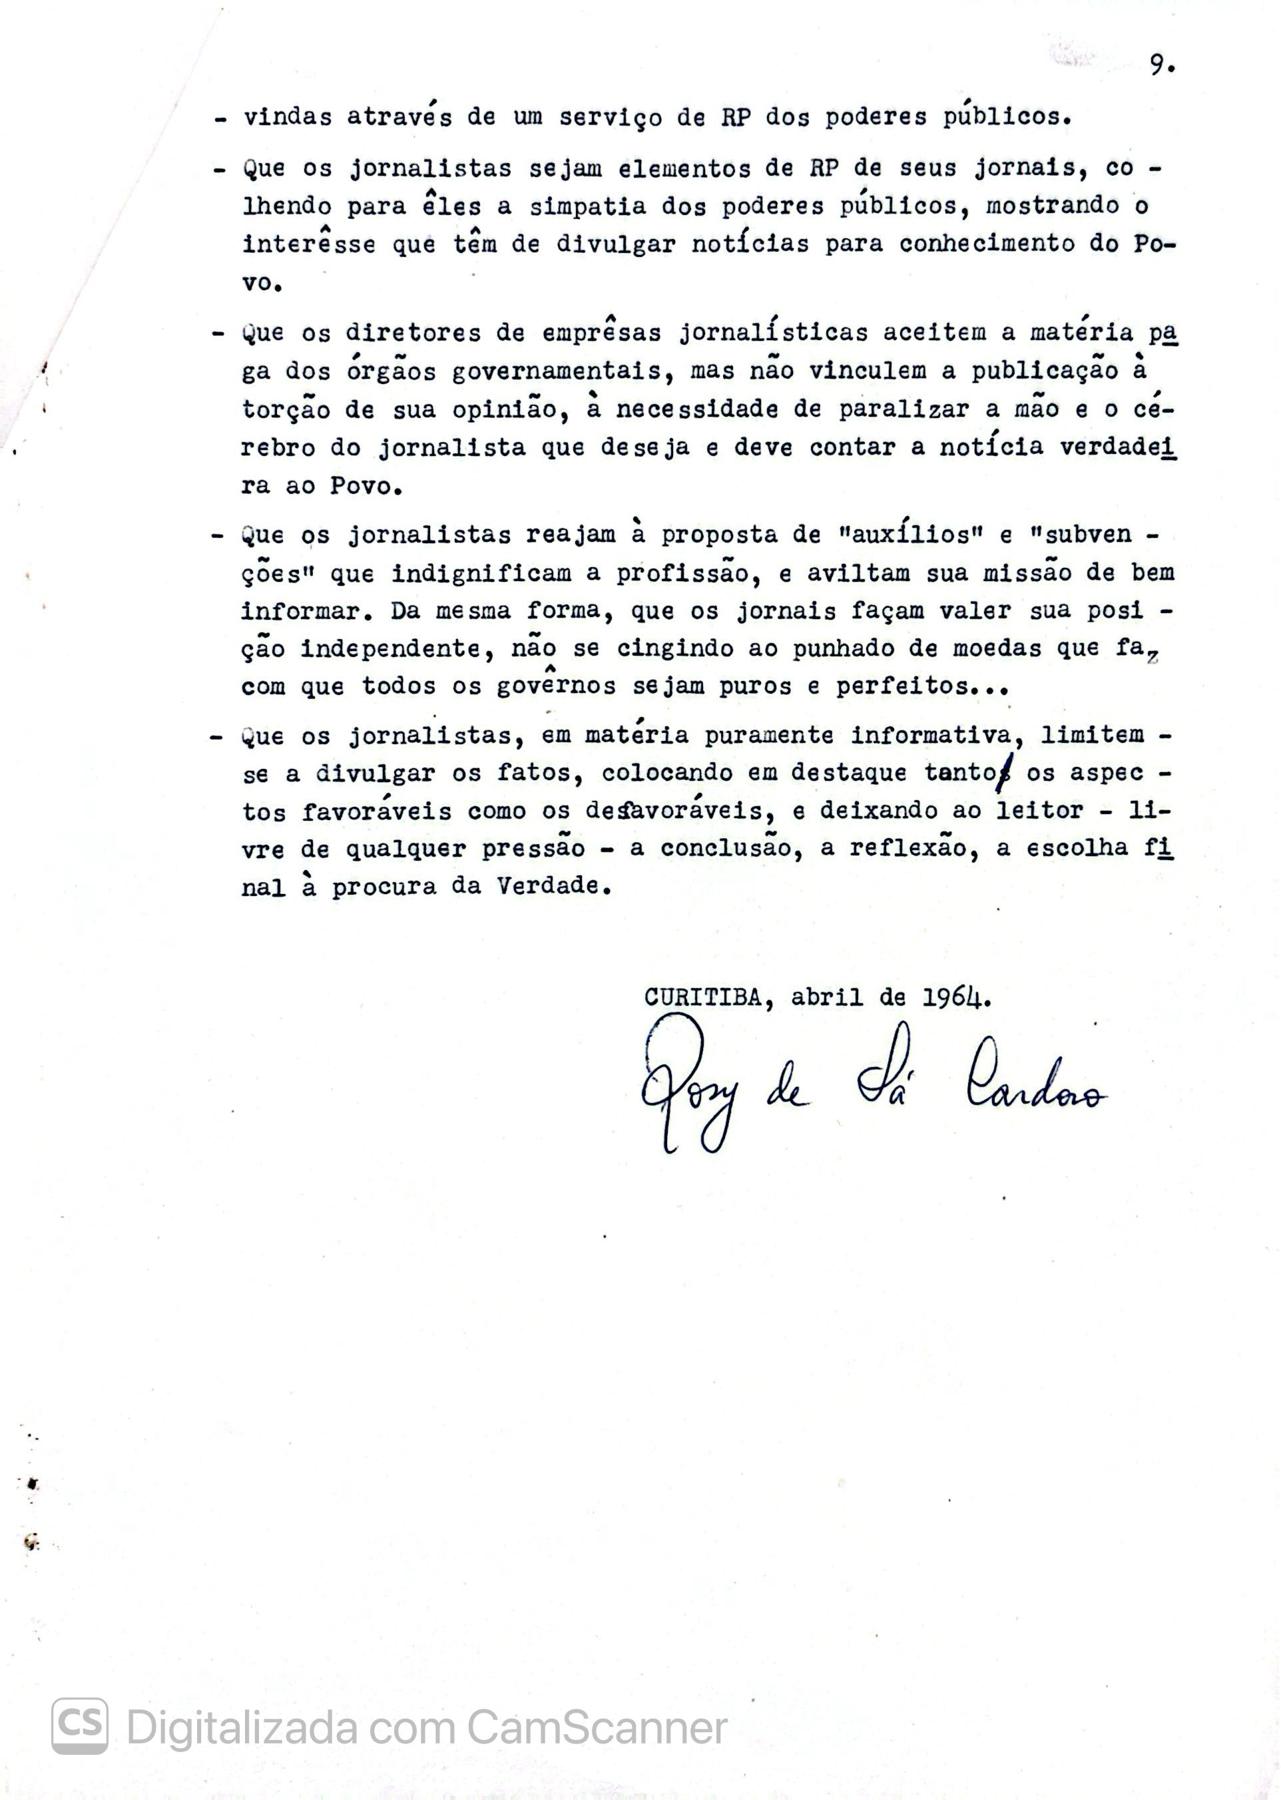 9.
- vindas através de um serviço de RP dos poderes públicos.
- Que os jornalistas sejam elementos de RP de seus jornais, co -
lhendo para êles a simpatia dos poderes públicos, mostrando o
interêsse que têm de divulgar notícias para conhecimento do Po-
vo.
- Que os diretores de emprêsas jornalísticas aceitem a matéria pa
ga dos órgãos governamentais, mas não vinculem a publicação à
torção de sua opinião, à necessidade de paralizar a mão e o cé-
rebro do jornalista que deseja e deve contar a notícia verdadei
ra ao Povo.
- Que os jornalistas reajam à proposta de "auxílios" e "subven -
ções" que indignificam a profissão, e aviltam sua missão de bem
informar. Da mesma forma, que os jornais façam valer sua posi -
ção independente, não se cingindo ao punhado de moedas que faz
com que todos os govêrnos sejam puros e perfeitos...
- Que os jornalistas, em matéria puramente informativa, limitem -
se a divulgar os fatos, colocando em destaque tanto os aspec -
tos favoráveis como os desfavoráveis, e deixando ao leitor - li-
vre de qualquer pressão - a conclusão, a reflexão, a escolha fi
nal à procura da Verdade.
CURITIBA, abril de 1964.
Rosy de Sá Cardoso
CS Digitalizada com CamScanner